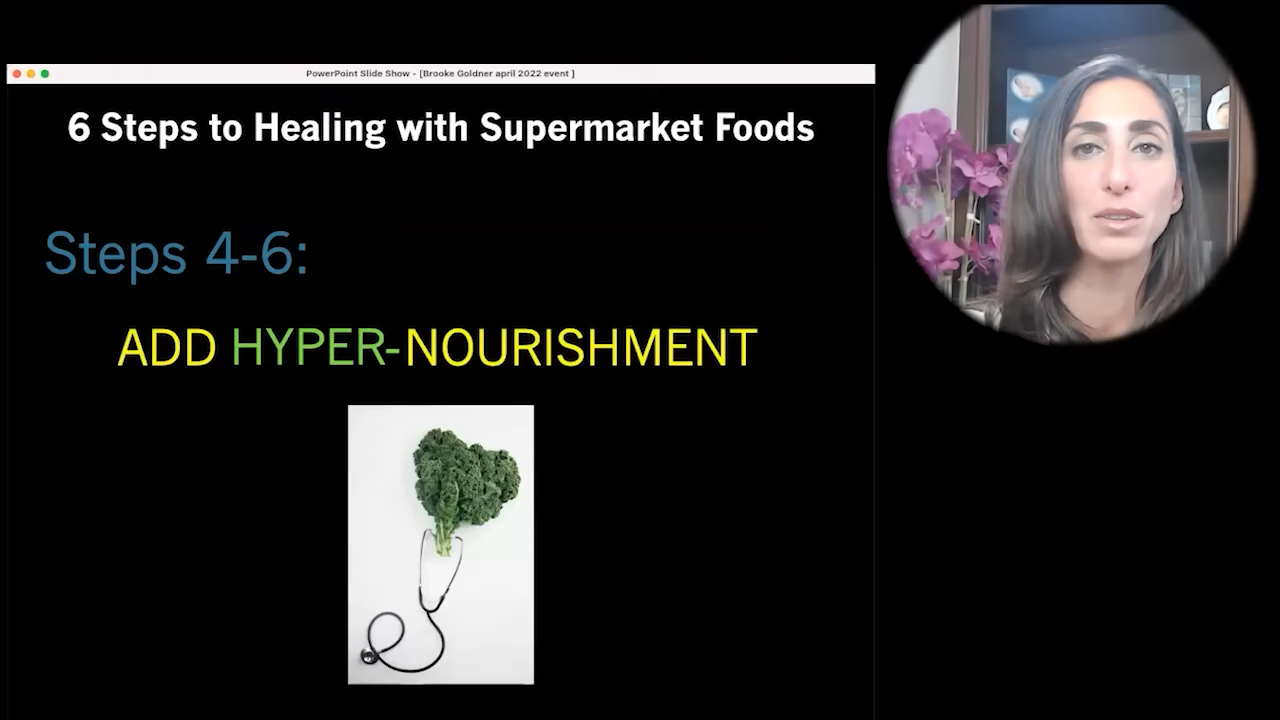 PowerPoint Slide Show - [Brooke Goldner april 2022 event ]
6 Steps to Healing with Supermarket Foods
Steps 4-6:
ADD HYPER-NOURISHMENT